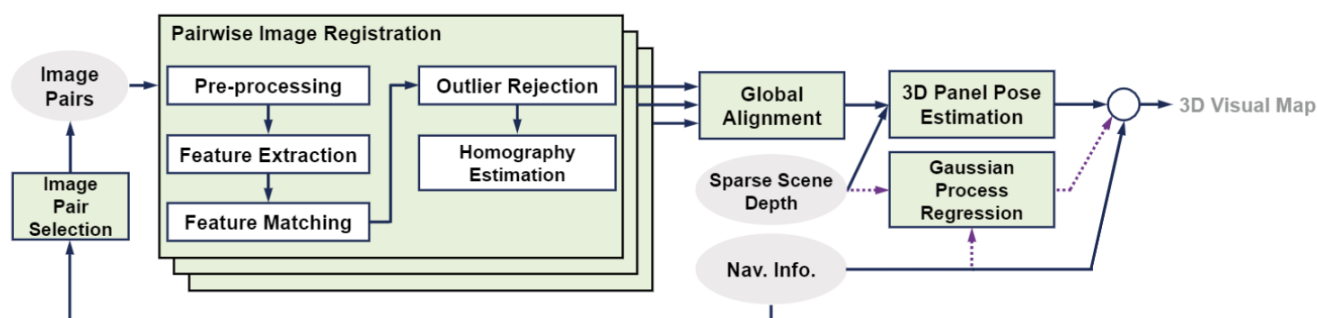 Pairwise Image Registration
Image
Pairs
Pre-processing
Feature Extraction
Feature Matching
Outlier Rejection
Homography
Estimation
Image
Pair
Selection
Global
Alignment
3D Panel Pose
Estimation
3D Visual Map
Sparse Scene
Depth
Gaussian
Process
Regression
Nav. Info.